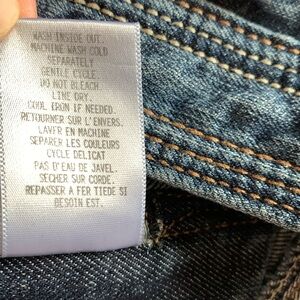 WASH INSIDE OUT.
MACHINE WASH COLD
SEPARATELY
GENTLE CYCLE.
DO NOT BLEACH.
LINE DRY.
COOL IRON IF NEEDED.
RETOURNER SUR L'ENVERS.
LAVER EN MACHINE
SEPARER LES COULEURS
CYCLE DELICAT
PAS D'EAU DE JAVEL.
SECHER SUR CORDE.
REPASSER A FER TIEDE SI
BESOIN EST.